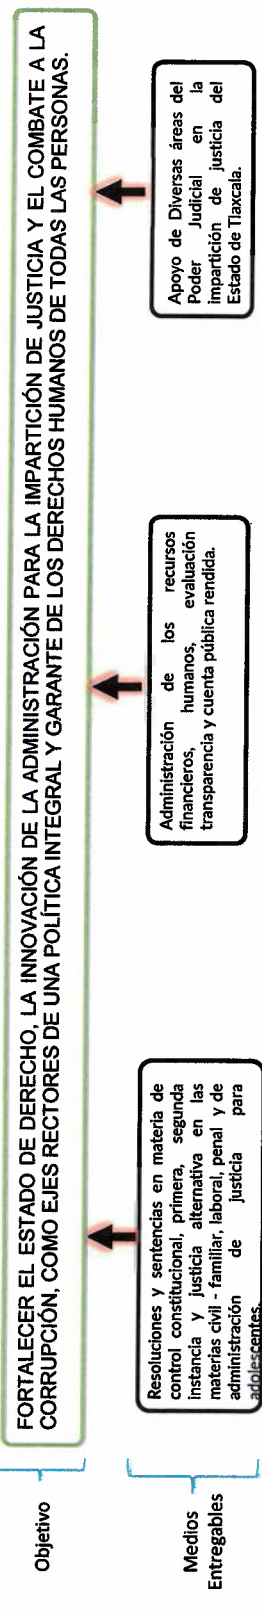 Objetivo
FORTALECER EL ESTADO DE DERECHO, LA INNOVACIÓN DE LA ADMINISTRACIÓN PARA LA IMPARTICIÓN DE JUSTICIA Y EL COMBATE A LA
CORRUPCIÓN, COMO EJES RECTORES DE UNA POLÍTICA INTEGRAL Y GARANTE DE LOS DERECHOS HUMANOS DE TODAS LAS PERSONAS.
Medios
Entregables
Resoluciones y sentencias en materia de
control constitucional, primera, segunda
instancia y justicia alternativa en las
materias civil - familiar, laboral, penal y de
administración de justicia para
adolescentes.
Administración de los recursos
financieros, humanos, evaluación
transparencia y cuenta pública rendida.
Apoyo de Diversas áreas del
Poder Judicial en la
impartición de justicia del
Estado de Tlaxcala.